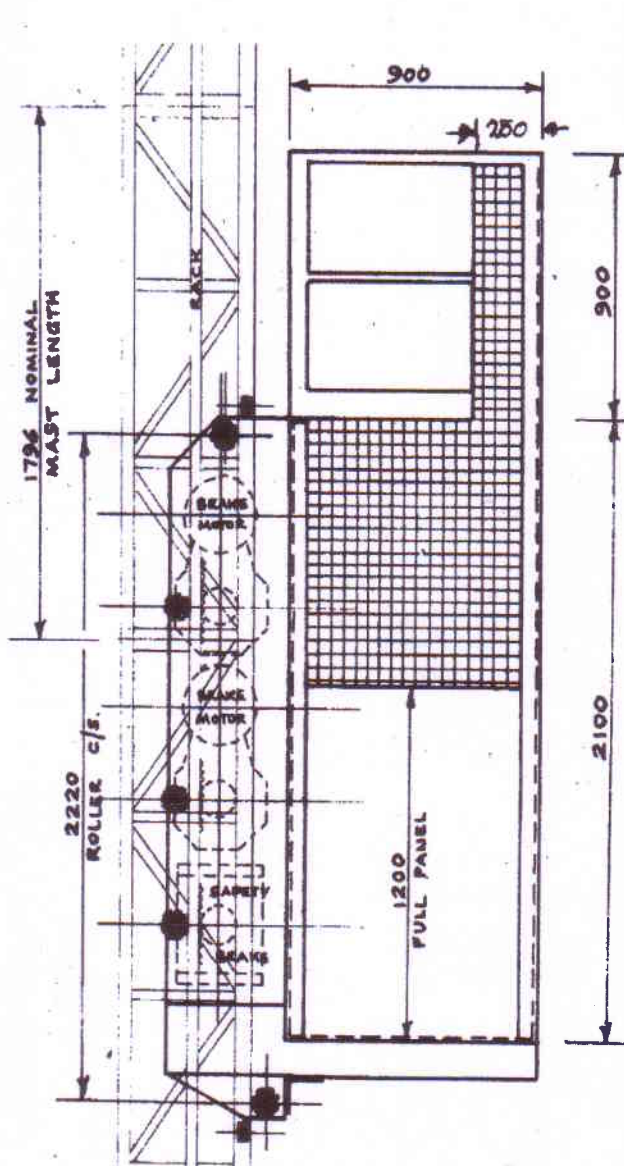 900
250
900
RACK
1796 NOMINAL
MAST LENGTH
BRAKE
MOTOR
BRAKE
MOTOR
2100
2220
ROLLER C/S.
1200
FULL PANEL
SAFETY
BRAKE